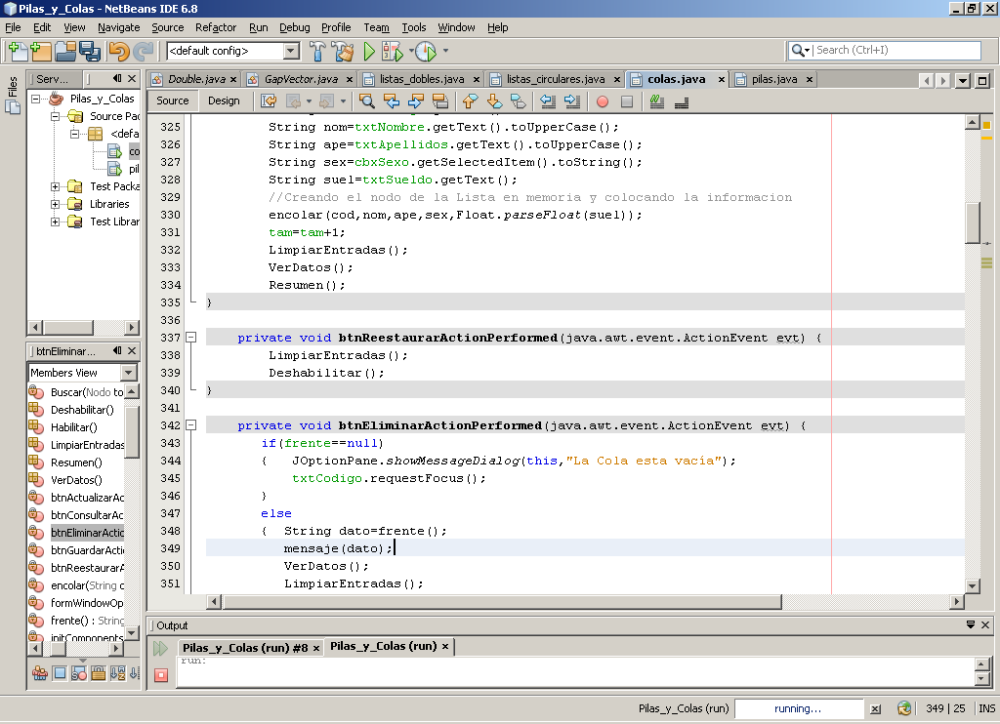 Pilas_y_Colas - NetBeans IDE 6.8
File Edit View Navigate Source Refactor Run Debug Profile Team Tools Window Help
<default config> Search (Ctrl+I)
Files
Serv...
Pilas_y_Colas
Source Pac
<defa
co
pil
Test Packa
Libraries
Test Librar
Double.java GapVector.java listas_dobles.java listas_circulares.java colas.java pilas.java
Source Design
325 String nom=txtNombre.getText().toUpperCase();
326 String ape=txtApellidos.getText().toUpperCase();
327 String sex=cbxSexo.getSelectedItem().toString();
328 String suel=txtSueldo.getText();
329 //Creando el nodo de la Lista en memoria y colocando la informacion
330 encolar(cod,nom,ape,sex,Float.parseFloat(suel));
331 tam=tam+1;
332 LimpiarEntradas();
333 VerDatos();
334 Resumen();
335 }
336
337 private void btnReestaurarActionPerformed(java.awt.event.ActionEvent evt) {
338 LimpiarEntradas();
339 Deshabilitar();
340 }
341
342 private void btnEliminarActionPerformed(java.awt.event.ActionEvent evt) {
343 if(frente==null)
344 { JOptionPane.showMessageDialog(this,"La Cola esta vacía");
345 txtCodigo.requestFocus();
346 }
347 else
348 { String dato=frente();
349 mensaje(dato);
350 VerDatos();
351 LimpiarEntradas();
btnEliminar...
Members View
Buscar(Nodo to
Deshabilitar()
Habilitar()
LimpiarEntradas
Resumen()
VerDatos()
btnActualizarAc
btnConsultarAc
btnEliminarActio
btnGuardarActi
btnReestaurarA
encolar(String c
formWindowOp
frente() : String
initComponents
Output
Pilas_y_Colas (run) #8 Pilas_y_Colas (run)
run:
Pilas_y_Colas (run) running... 349 | 25 INS